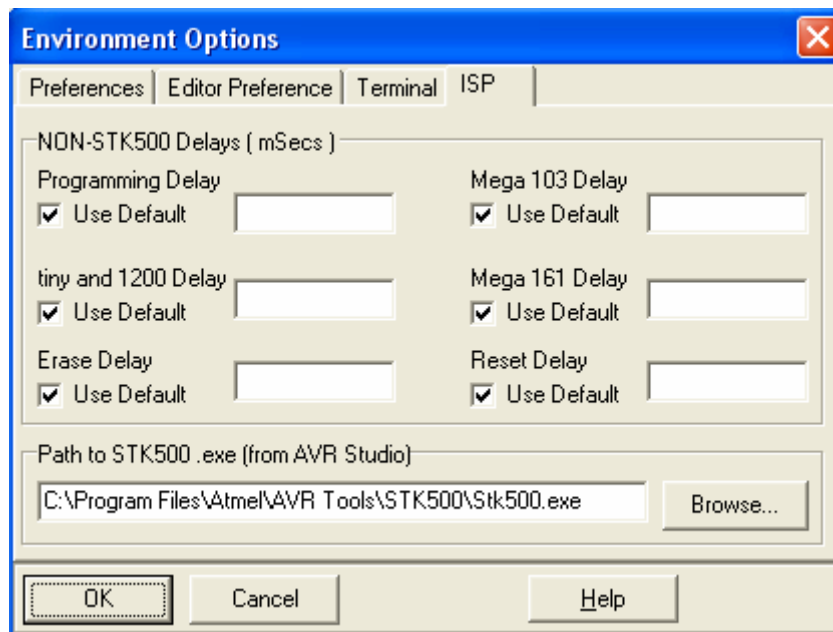 Environment Options
Preferences Editor Preference Terminal ISP
NON-STK500 Delays ( mSecs )
Programming Delay Mega 103 Delay
Use Default Use Default
tiny and 1200 Delay Mega 161 Delay
Use Default Use Default
Erase Delay Reset Delay
Use Default Use Default
Path to STK500 .exe (from AVR Studio)
C:\Program Files\Atmel\AVR Tools\STK500\Stk500.exe Browse...
OK Cancel Help